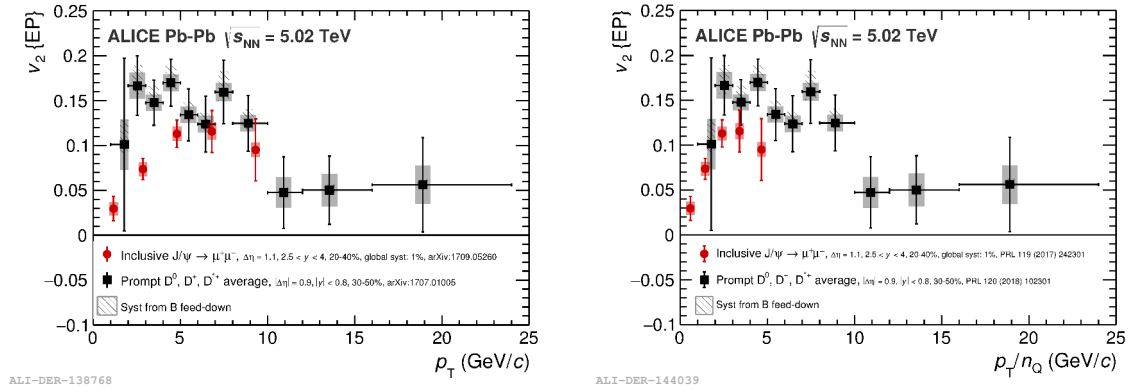 v₂ {EP}
0.25
0.2
0.15
0.1
0.05
0
−0.05
−0.1
ALICE Pb-Pb √sNN = 5.02 TeV
Inclusive J/ψ → μ⁺μ⁻, Δη = 1.1, 2.5 < y < 4, 20-40%, global syst: 1%, arXiv:1709.05260
Prompt D⁰, D⁺, D*⁺ average, |Δη| = 0.9, |y| < 0.8, 30-50%, arXiv:1707.01005
Syst from B feed-down
0 5 10 15 20 25
pT (GeV/c)
ALI-DER-138768
v₂ {EP}
0.25
0.2
0.15
0.1
0.05
0
−0.05
−0.1
ALICE Pb-Pb √sNN = 5.02 TeV
Inclusive J/ψ → μ⁺μ⁻, Δη = 1.1, 2.5 < y < 4, 20-40%, global syst: 1%, PRL 119 (2017) 242301
Prompt D⁰, D⁺, D*⁺ average, |Δη| = 0.9, |y| < 0.8, 30-50%, PRL 120 (2018) 102301
Syst from B feed-down
0 5 10 15 20 25
pT/nQ (GeV/c)
ALI-DER-144039